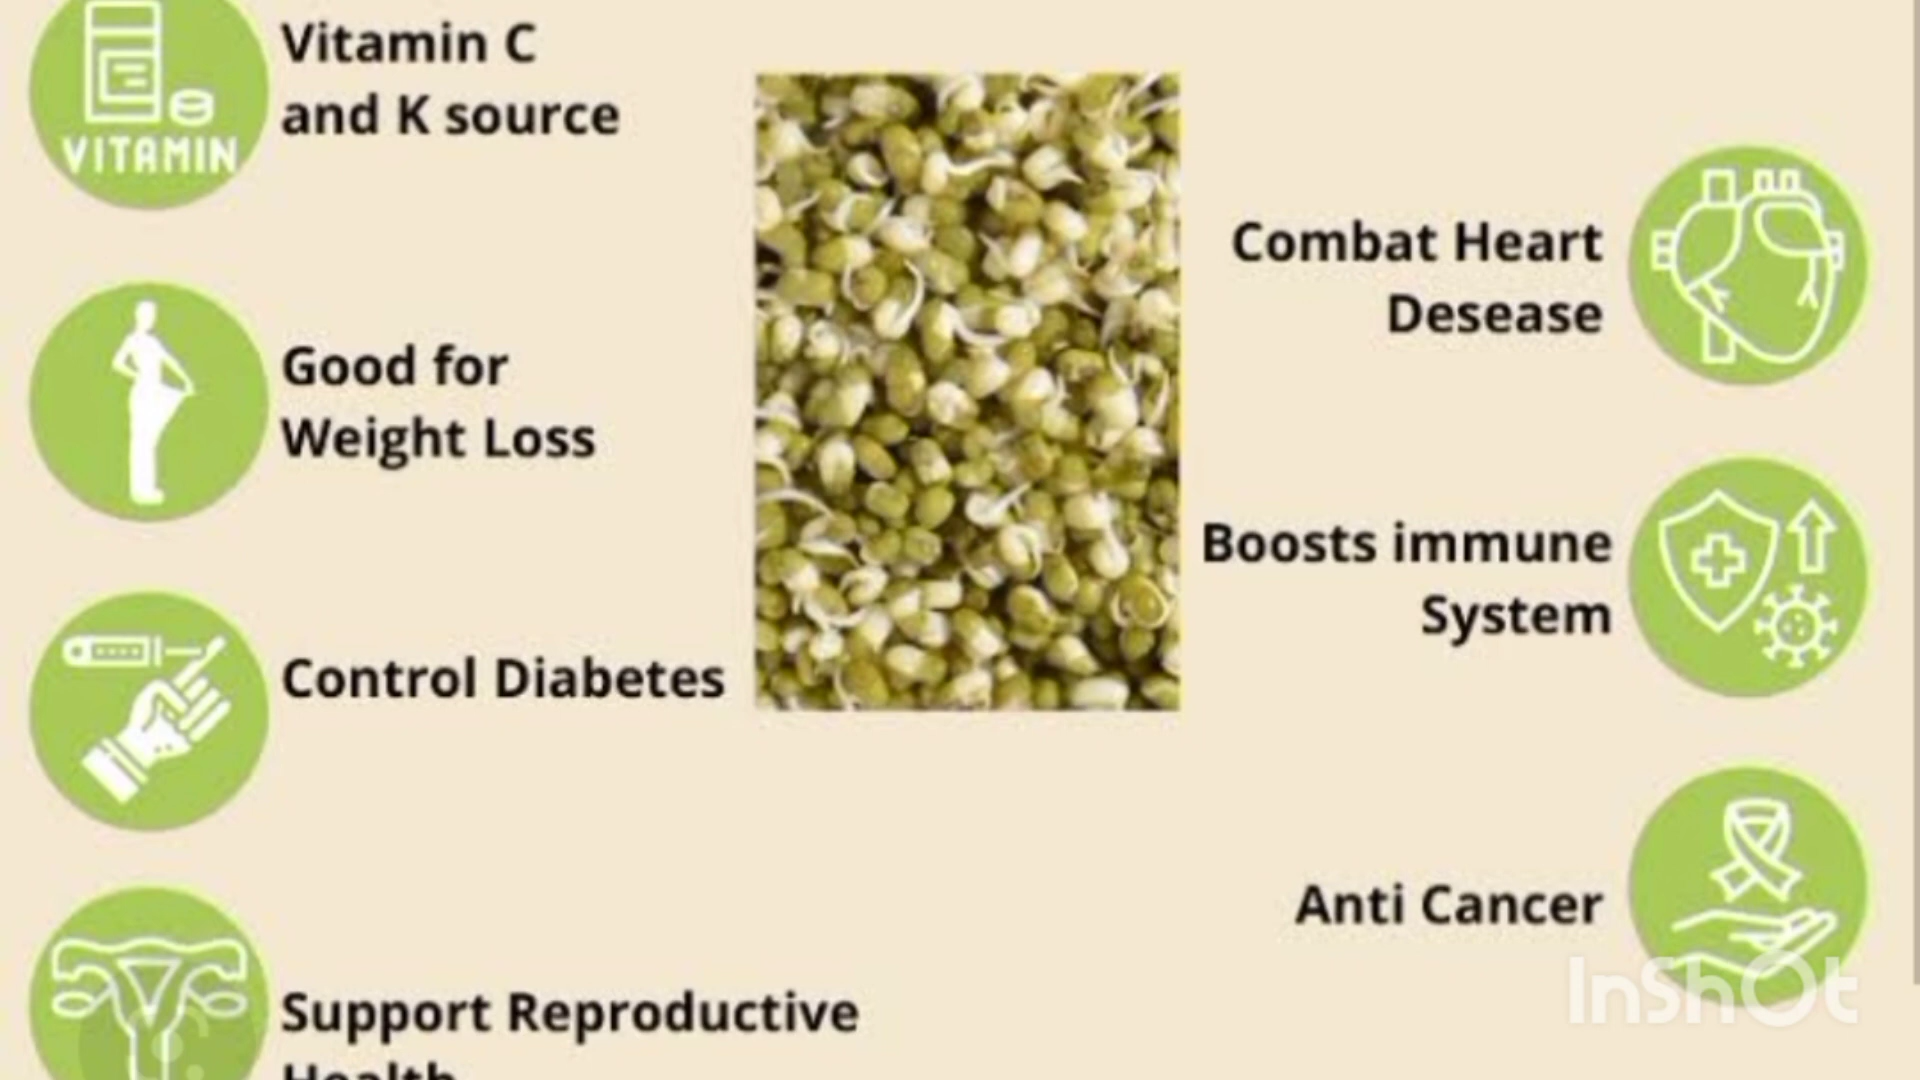 VITAMIN
Vitamin C
and K source
Good for
Weight Loss
Control Diabetes
Support Reproductive
Health
Combat Heart
Desease
Boosts immune
System
Anti Cancer
InShOt